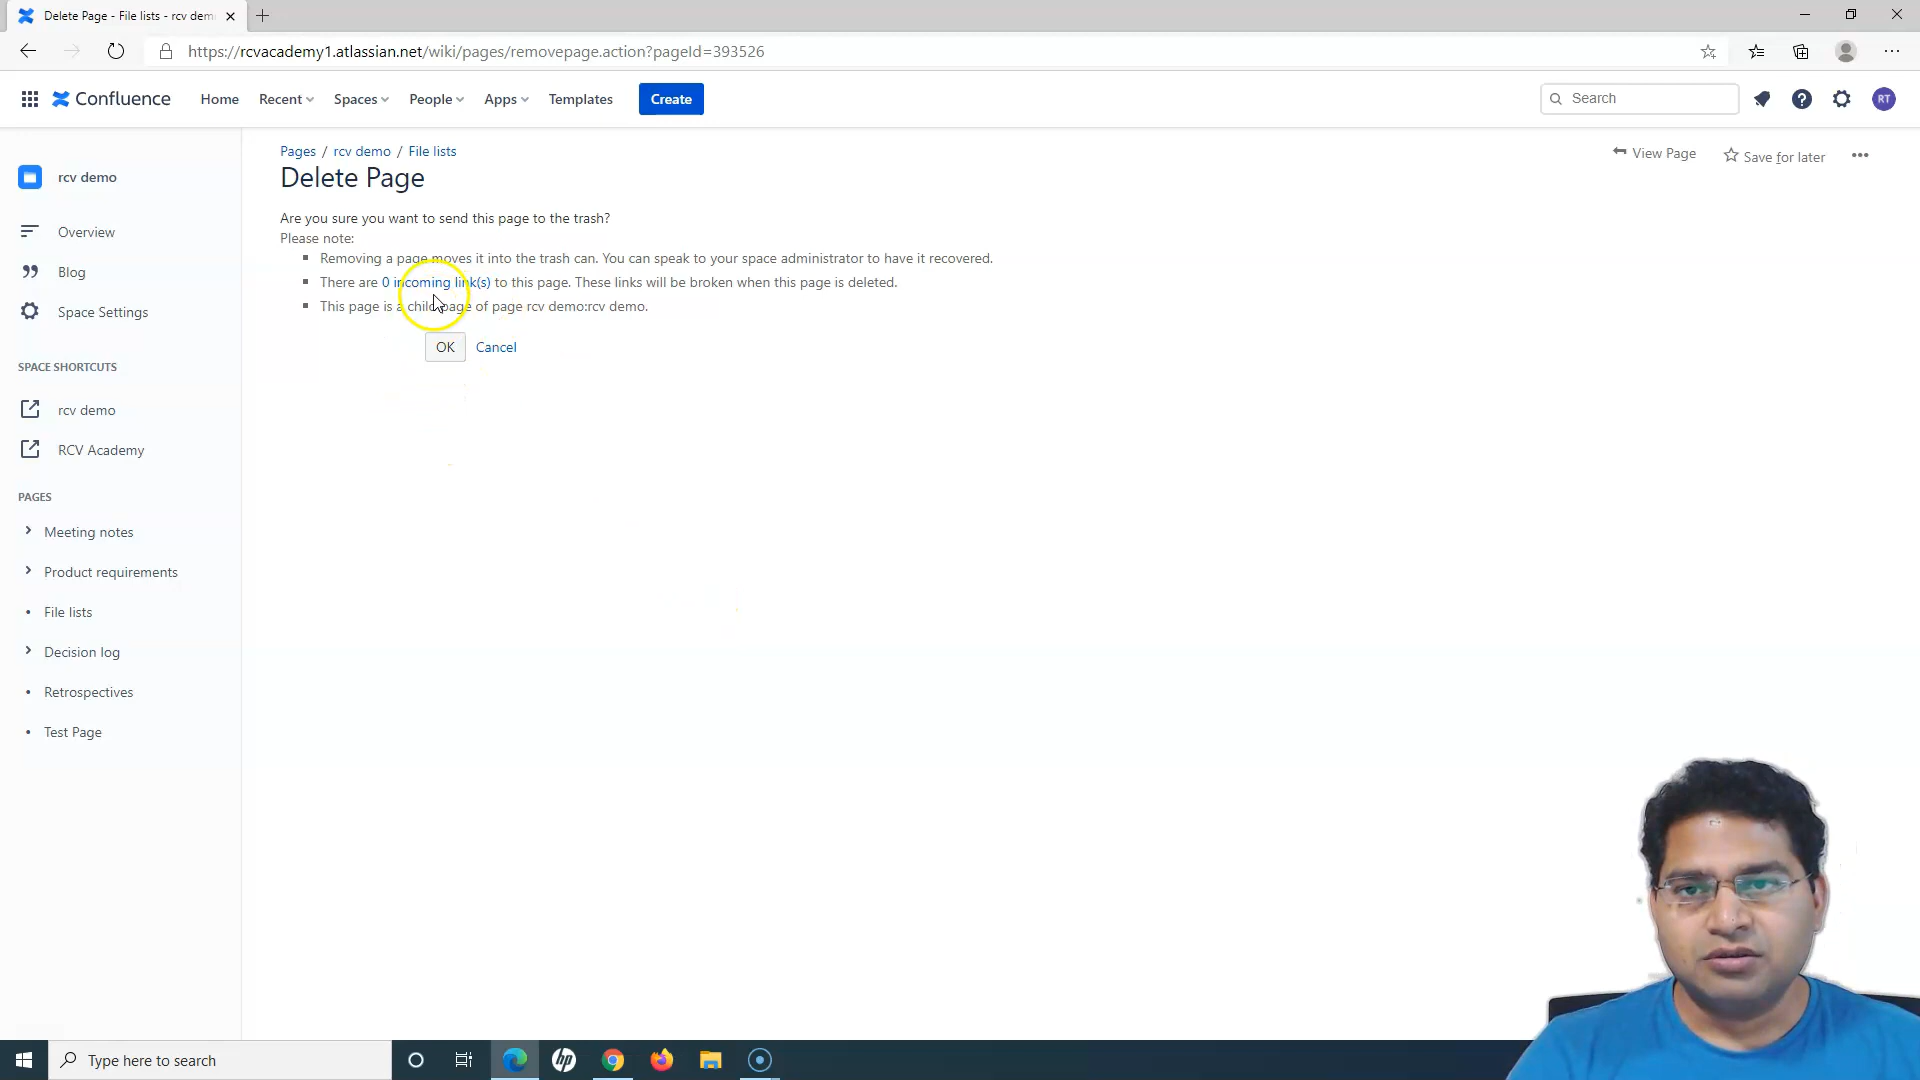 Delete Page - File lists - rcv dem
https://rcvacademy1.atlassian.net/wiki/pages/removepage.action?pageId=393526
Confluence
Home
Recent
Spaces
People
Apps
Templates
Create
Search
RT
rcv demo
Overview
Blog
Space Settings
SPACE SHORTCUTS
rcv demo
RCV Academy
PAGES
Meeting notes
Product requirements
File lists
Decision log
Retrospectives
Test Page
Pages / rcv demo / File lists
View Page
Save for later
Delete Page
Are you sure you want to send this page to the trash?
Please note:
Removing a page moves it into the trash can. You can speak to your space administrator to have it recovered.
There are 0 incoming link(s) to this page. These links will be broken when this page is deleted.
This page is a child page of page rcv demo:rcv demo.
OK
Cancel
Type here to search
hp